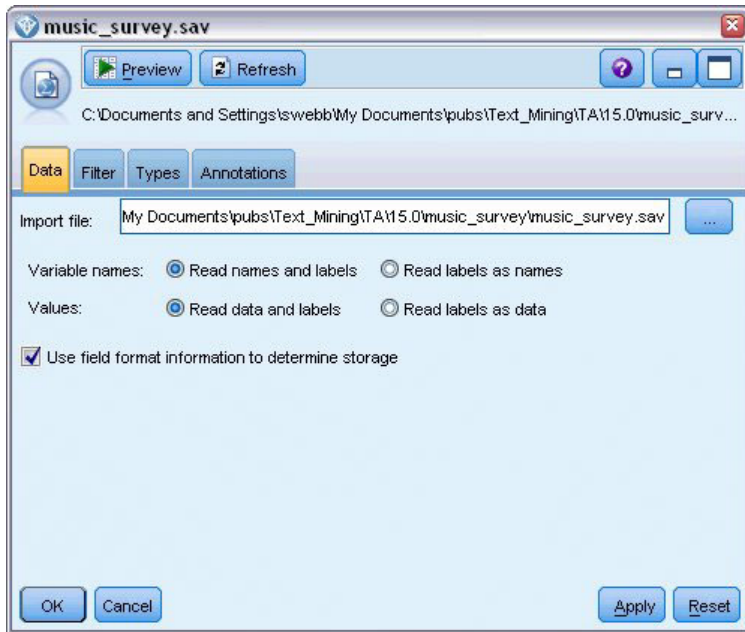 music_survey.sav
Preview Refresh
C:\Documents and Settings\swebb\My Documents\pubs\Text_Mining\TA\15.0\music_surv...
Data Filter Types Annotations
Import file: My Documents\pubs\Text_Mining\TA\15.0\music_survey\music_survey.sav ...
Variable names: Read names and labels Read labels as names
Values: Read data and labels Read labels as data
Use field format information to determine storage
OK Cancel Apply Reset